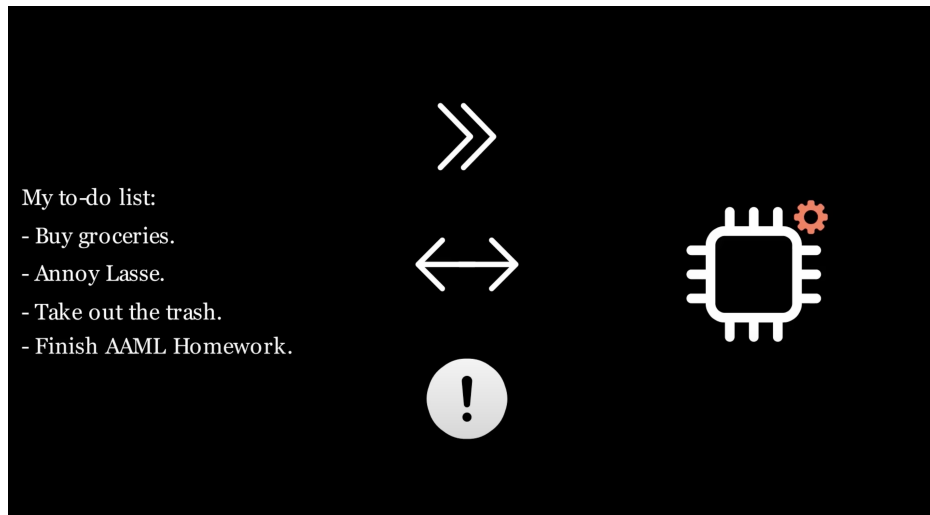 My to-do list:
- Buy groceries.
- Annoy Lasse.
- Take out the trash.
- Finish AAML Homework.